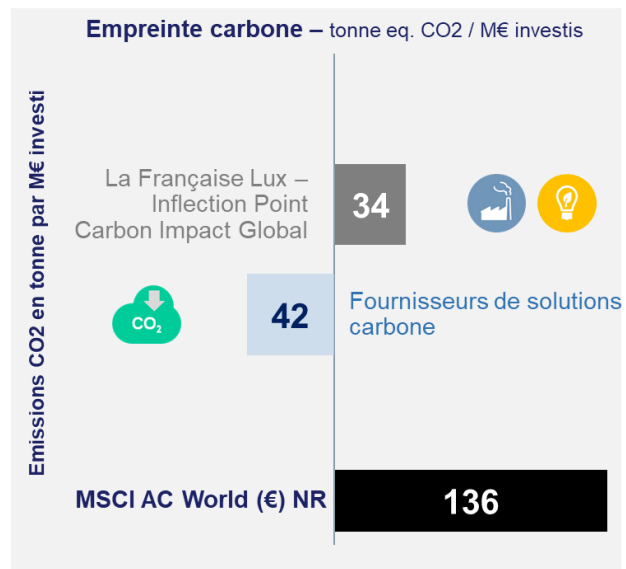 Empreinte carbone – tonne eq. CO2 / M€ investis
Emissions CO2 en tonne par M€ investi
La Française Lux –
Inflection Point
Carbon Impact Global
34
CO₂
42
Fournisseurs de solutions
carbone
MSCI AC World (€) NR
136